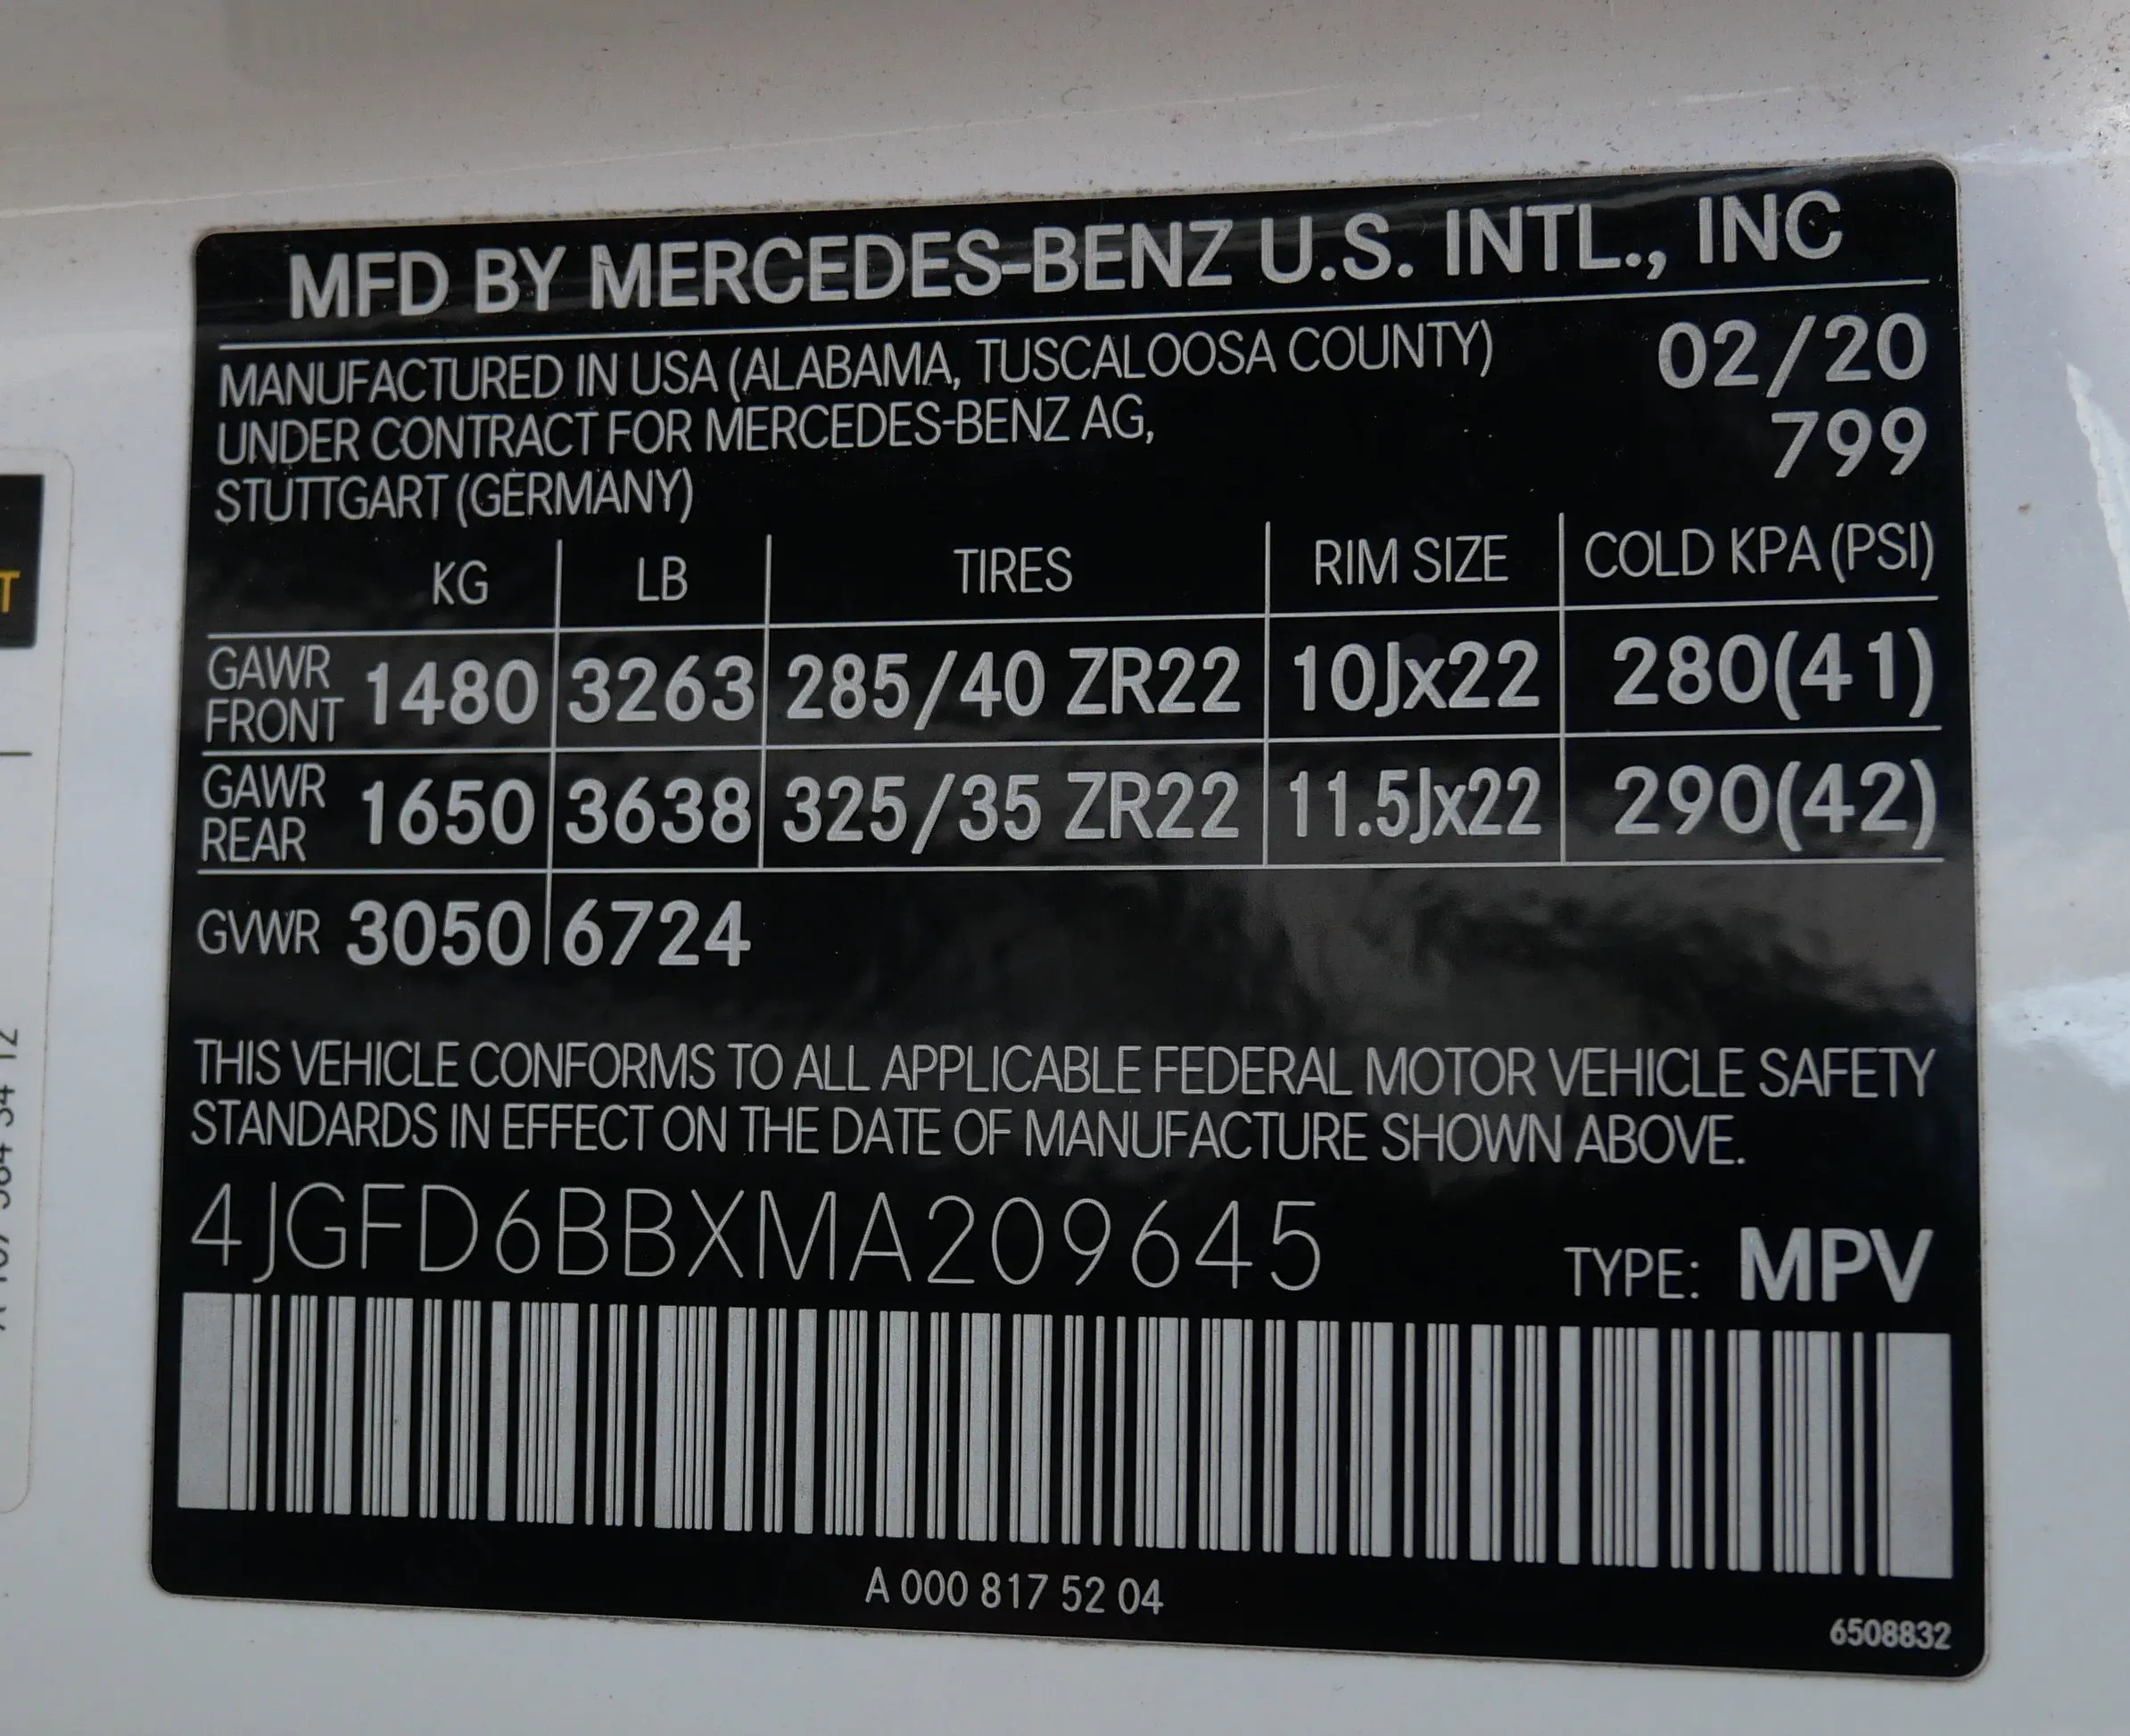 MFD BY MERCEDES-BENZ U.S. INTL., INC
MANUFACTURED IN USA (ALABAMA, TUSCALOOSA COUNTY) 02/20
UNDER CONTRACT FOR MERCEDES-BENZ AG, 799
STUTTGART (GERMANY)
KG LB TIRES RIM SIZE COLD KPA (PSI)
GAWR FRONT 1480 3263 285/40 ZR22 10Jx22 280(41)
GAWR REAR 1650 3638 325/35 ZR22 11.5Jx22 290(42)
GVWR 3050 6724
THIS VEHICLE CONFORMS TO ALL APPLICABLE FEDERAL MOTOR VEHICLE SAFETY
STANDARDS IN EFFECT ON THE DATE OF MANUFACTURE SHOWN ABOVE.
4JGFD6BBXMA209645 TYPE: MPV
A 000 817 52 04
6508832
T